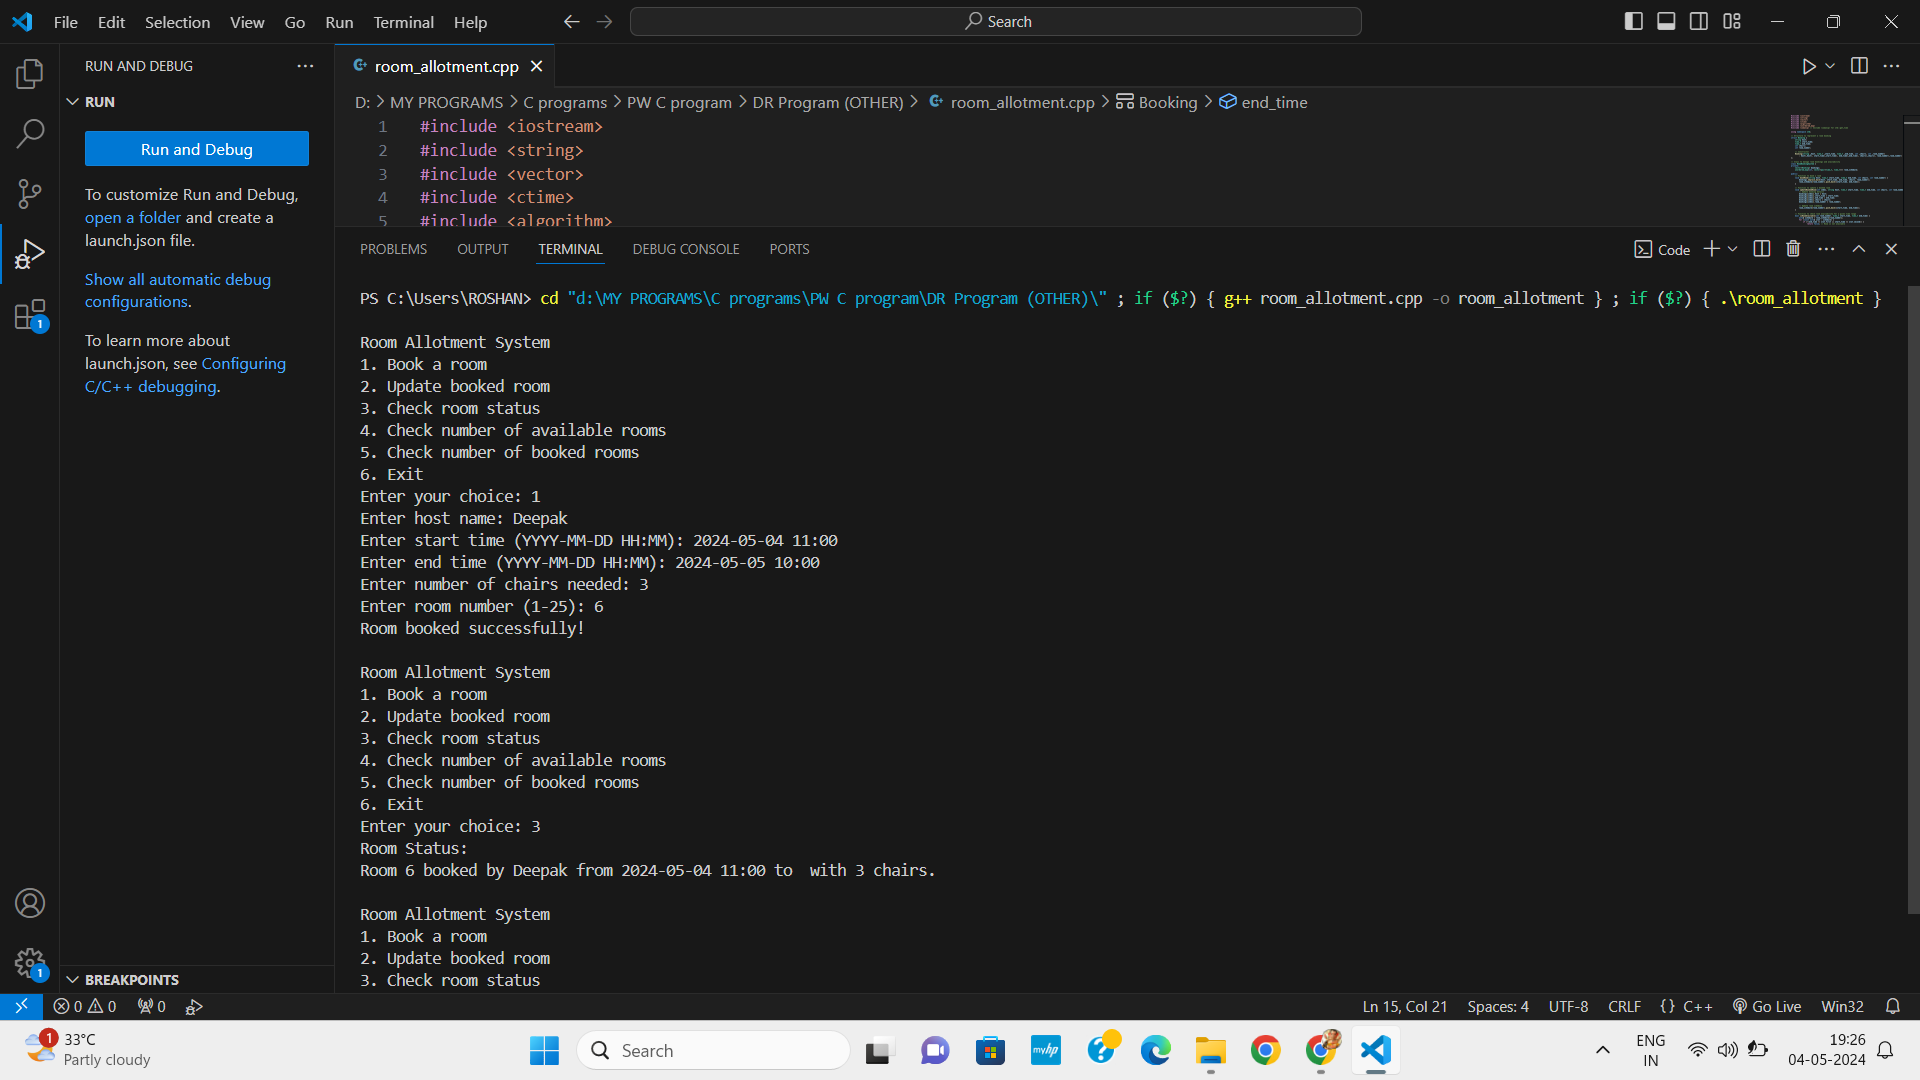 File Edit Selection View Go Run Terminal Help
Search
RUN AND DEBUG
RUN
Run and Debug
To customize Run and Debug,
open a folder and create a
launch.json file.
Show all automatic debug
configurations.
To learn more about
launch.json, see Configuring
C/C++ debugging.
BREAKPOINTS
1
1
room_allotment.cpp
D: > MY PROGRAMS > C programs > PW C program > DR Program (OTHER) > room_allotment.cpp > Booking > end_time
1 #include <iostream>
2 #include <string>
3 #include <vector>
4 #include <ctime>
5 #include <algorithm>
PROBLEMS OUTPUT TERMINAL DEBUG CONSOLE PORTS
Code
PS C:\Users\ROSHAN> cd "d:\MY PROGRAMS\C programs\PW C program\DR Program (OTHER)\" ; if ($?) { g++ room_allotment.cpp -o room_allotment } ; if ($?) { .\room_allotment }
Room Allotment System
1. Book a room
2. Update booked room
3. Check room status
4. Check number of available rooms
5. Check number of booked rooms
6. Exit
Enter your choice: 1
Enter host name: Deepak
Enter start time (YYYY-MM-DD HH:MM): 2024-05-04 11:00
Enter end time (YYYY-MM-DD HH:MM): 2024-05-05 10:00
Enter number of chairs needed: 3
Enter room number (1-25): 6
Room booked successfully!
Room Allotment System
1. Book a room
2. Update booked room
3. Check room status
4. Check number of available rooms
5. Check number of booked rooms
6. Exit
Enter your choice: 3
Room Status:
Room 6 booked by Deepak from 2024-05-04 11:00 to  with 3 chairs.
Room Allotment System
1. Book a room
2. Update booked room
3. Check room status
0 0 0 Ln 15, Col 21 Spaces: 4 UTF-8 CRLF {} C++ Go Live Win32
1
33°C
Partly cloudy
Search
myhp
ENG
IN
19:26
04-05-2024